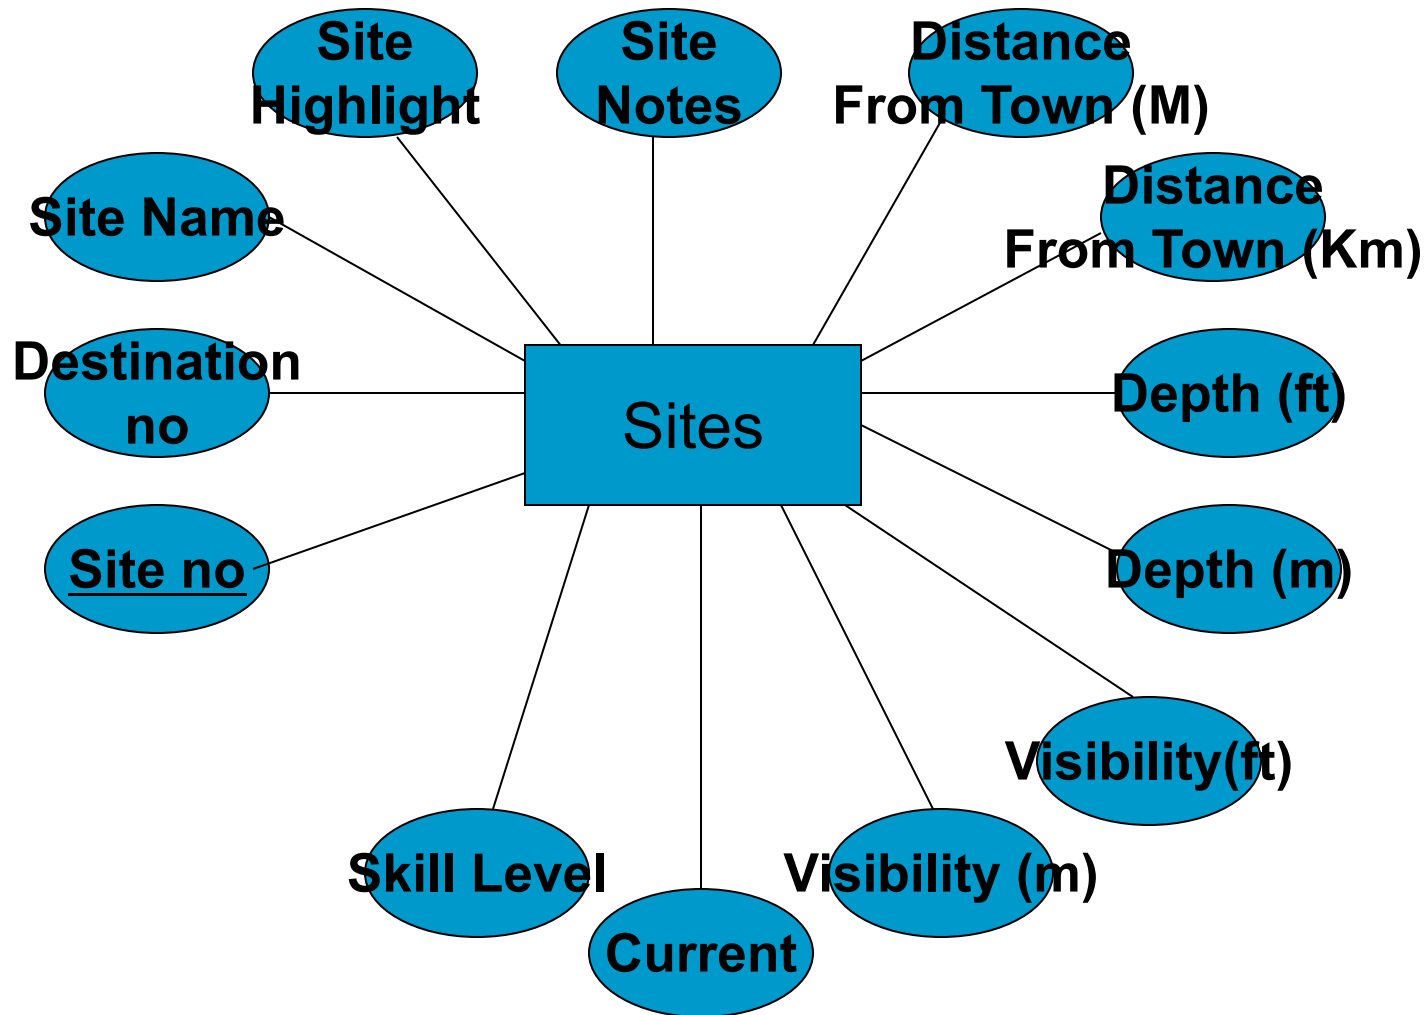 Site
Highlight
Site
Notes
Distance
From Town (M)
Distance
From Town (Km)
Site Name
Destination
no
Sites
Depth (ft)
Site no
Depth (m)
Visibility(ft)
Skill Level
Visibility (m)
Current